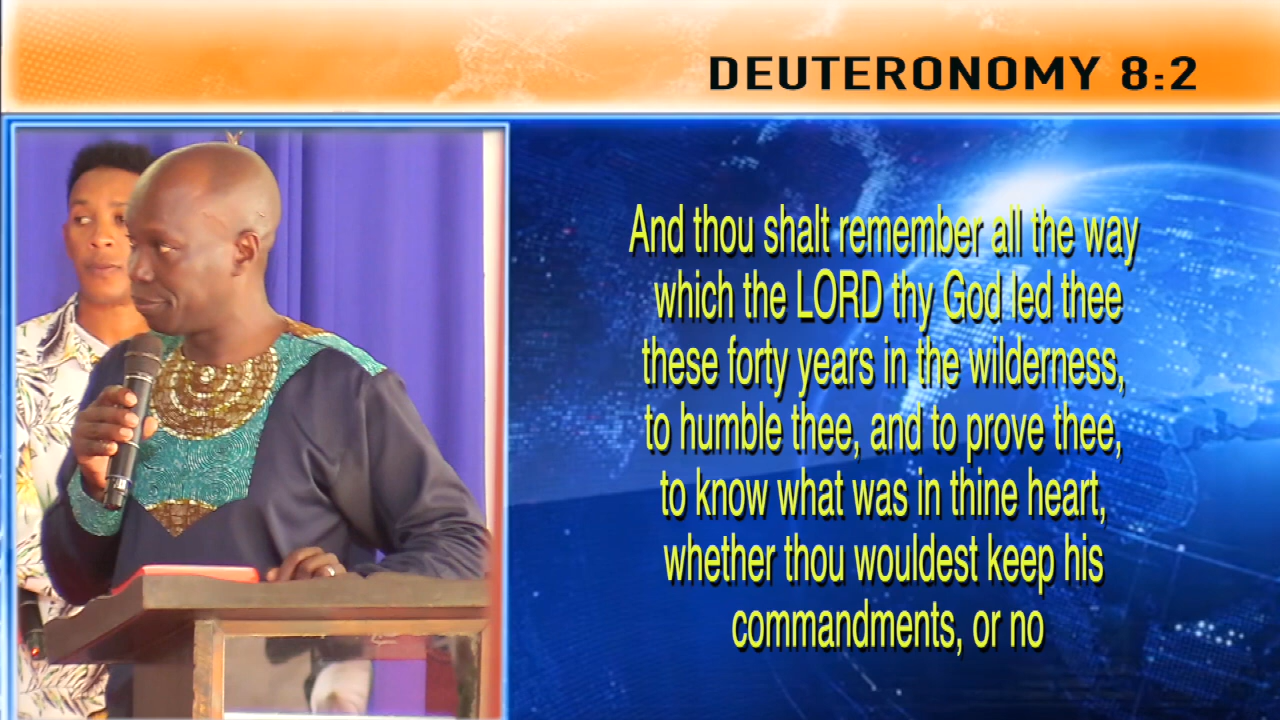 DEUTERONOMY 8:2
And thou shalt remember all the way
which the LORD thy God led thee
these forty years in the wilderness,
to humble thee, and to prove thee,
to know what was in thine heart,
whether thou wouldest keep his
commandments, or no